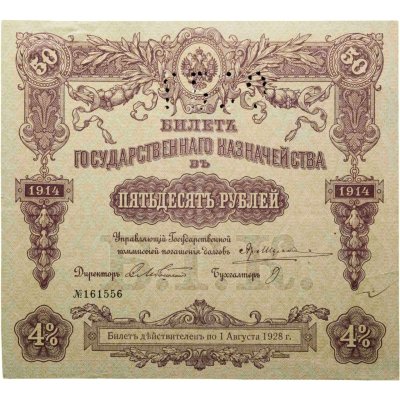 50 50
БИЛЕТЪ
ГОСУДАРСТВЕННАГО КАЗНАЧЕЙСТВА
ВЪ
1914 ПЯТЬДЕСЯТЪ РУБЛЕЙ 1914
Управляющій Государственной
коммиссіей погашенія долговъ
Директоръ Бухгалтеръ
№161556
4% 4%
Билетъ дѣйствителенъ по 1 Августа 1928 г.